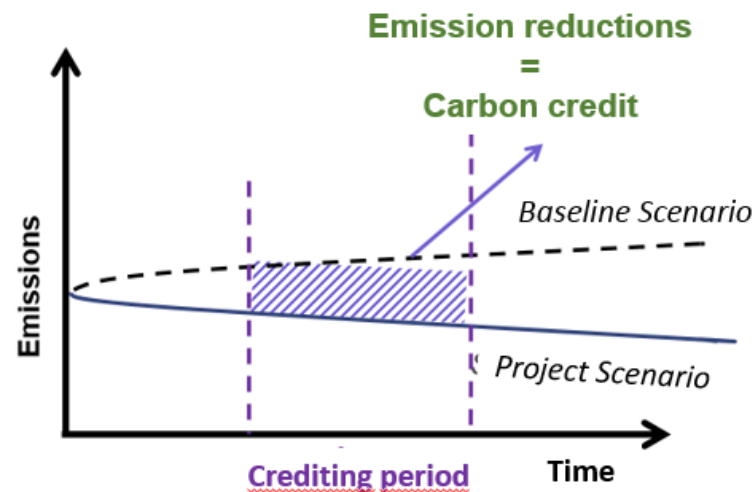 Emission reductions
=
Carbon credit
Baseline Scenario
Emissions
Project Scenario
Crediting period
Time